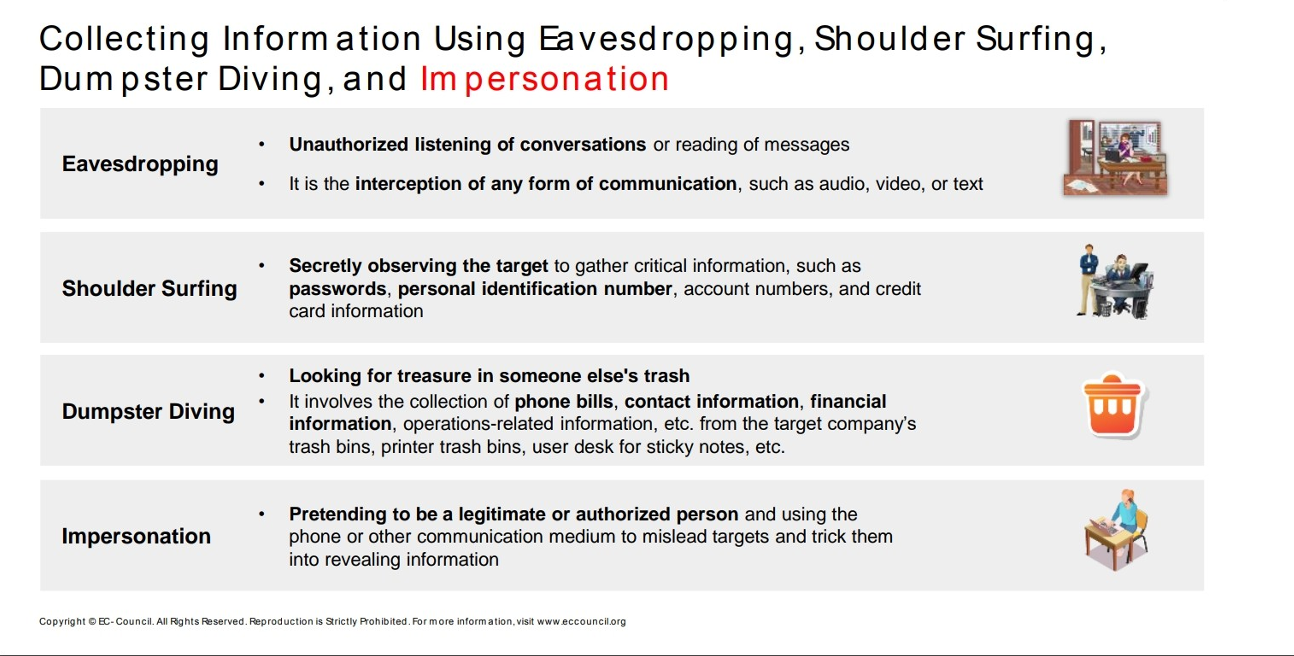 Collecting Information Using Eavesdropping, Shoulder Surfing,
Dumpster Diving, and Impersonation
Eavesdropping
• Unauthorized listening of conversations or reading of messages
• It is the interception of any form of communication, such as audio, video, or text
Shoulder Surfing
• Secretly observing the target to gather critical information, such as
passwords, personal identification number, account numbers, and credit
card information
Dumpster Diving
• Looking for treasure in someone else's trash
• It involves the collection of phone bills, contact information, financial
information, operations-related information, etc. from the target company’s
trash bins, printer trash bins, user desk for sticky notes, etc.
Impersonation
• Pretending to be a legitimate or authorized person and using the
phone or other communication medium to mislead targets and trick them
into revealing information
Copyright © EC-Council. All Rights Reserved. Reproduction is Strictly Prohibited. For more information, visit www.eccouncil.org